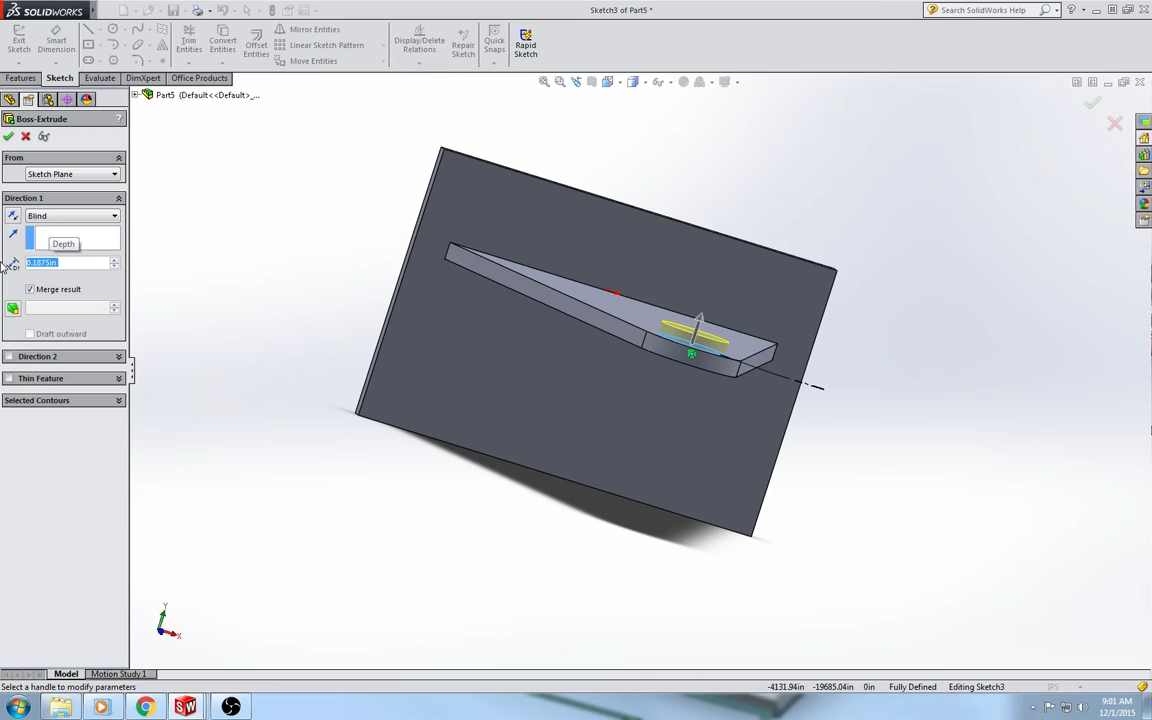 SOLIDWORKS
Sketch3 of Part5 *
Search SolidWorks Help
Exit Sketch
Smart Dimension
Trim Entities
Convert Entities
Offset Entities
Mirror Entities
Linear Sketch Pattern
Move Entities
Display/Delete Relations
Repair Sketch
Quick Snaps
Rapid Sketch
Features
Sketch
Evaluate
DimXpert
Office Products
Part5 (Default<<Default>_...
Boss-Extrude
?
From
Sketch Plane
Direction 1
Blind
Depth
0.1875in
Merge result
Draft outward
Direction 2
Thin Feature
Selected Contours
Y
X
Model
Motion Study 1
Select a handle to modify parameters
-4131.94in
-19685.04in
0in
Fully Defined
Editing Sketch3
IPS
9:01 AM
12/1/2015